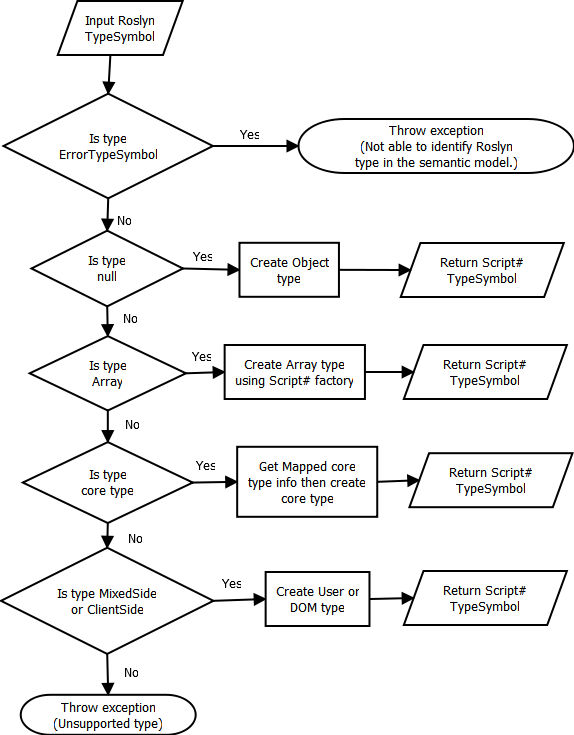 Input Roslyn
TypeSymbol
Is type
ErrorTypeSymbol
Yes
Throw exception
(Not able to identify Roslyn
type in the semantic model.)
No
Is type
null
Yes
Create Object
type
Return Script#
TypeSymbol
No
Is type
Array
Yes
Create Array type
using Script# factory
Return Script#
TypeSymbol
No
Is type
core type
Yes
Get Mapped core
type info then create
core type
Return Script#
TypeSymbol
No
Is type MixedSide
or ClientSide
Yes
Create User or
DOM type
Return Script#
TypeSymbol
No
Throw exception
(Unsupported type)